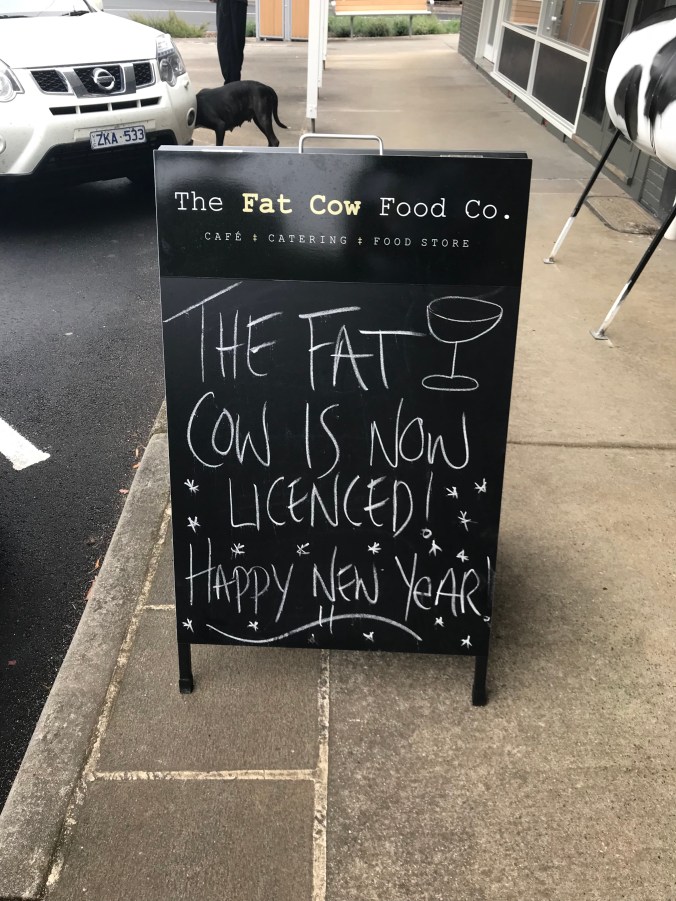 ZKA·533
The Fat Cow Food Co.
CAFÉ ‡ CATERING ‡ FOOD STORE
THE FAT
COW IS NOW
LICENCED!
HAPPY NEW YEAR!